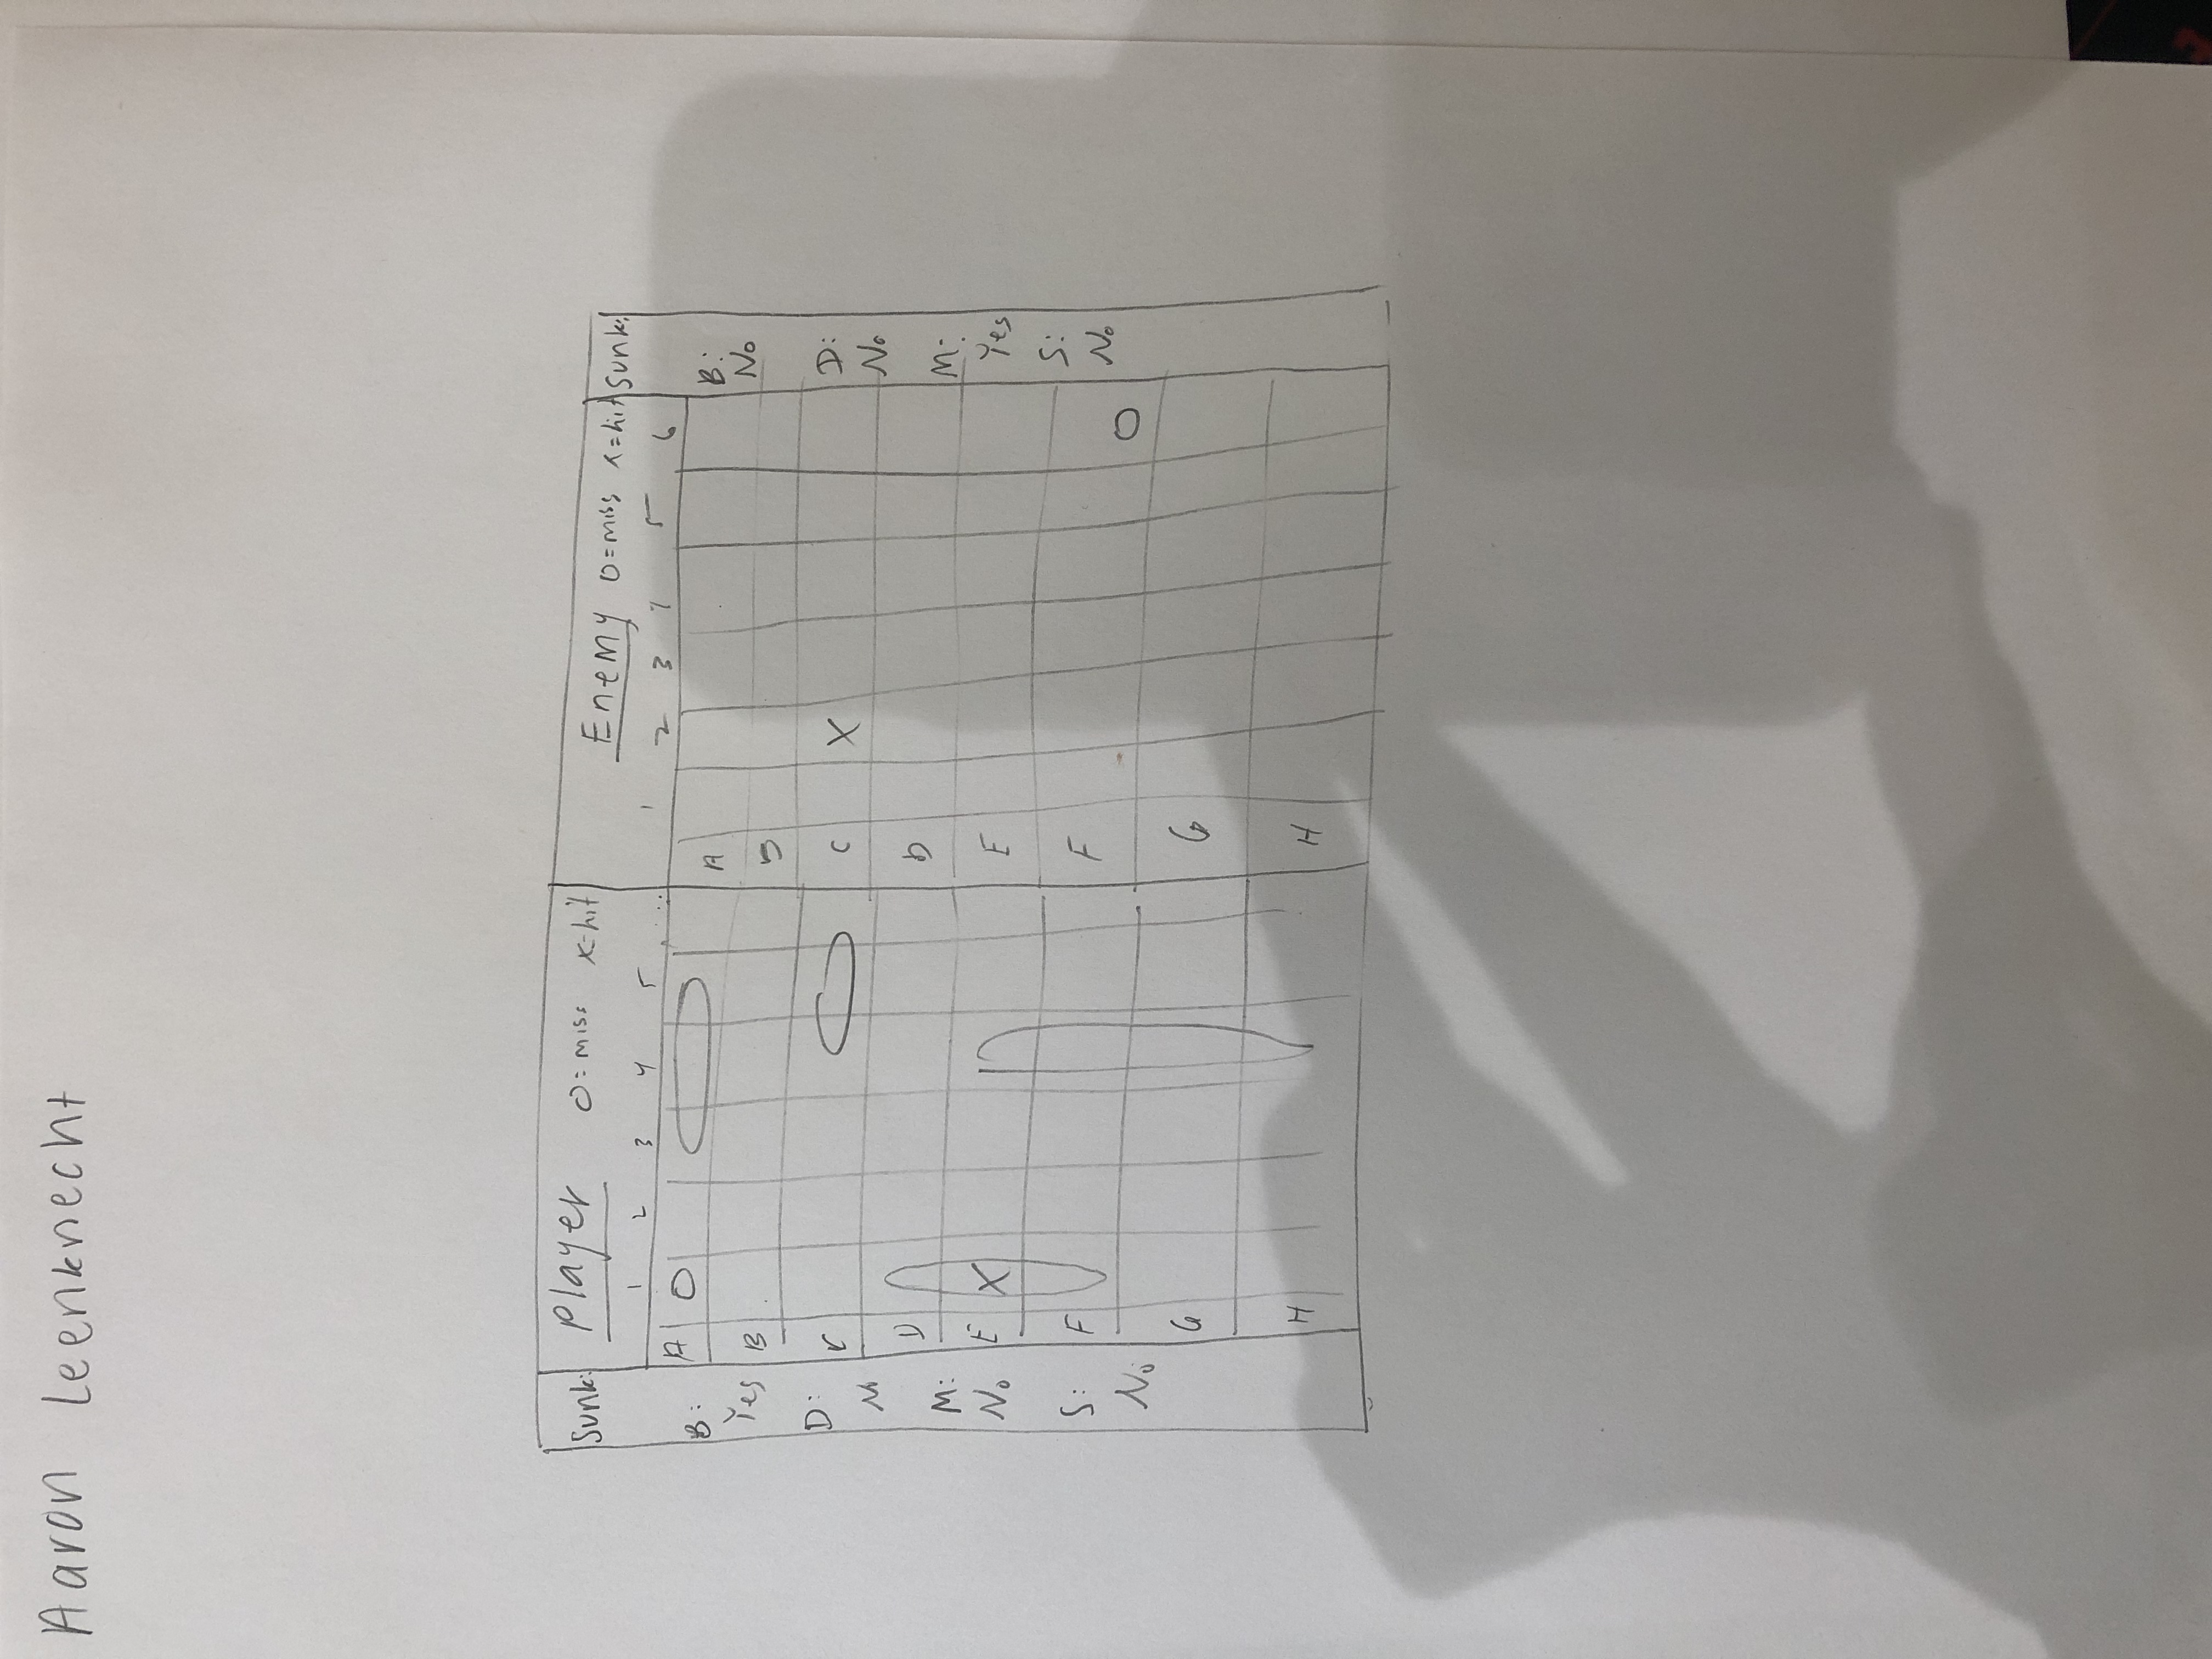 Aaron Leenknecht
Sunk: Player O=miss x=hit Enemy O=miss x=hit Sunk:
1 2 3 4 5 ..... 1 2 3 4 5 6
A O A
B: B: 
Yes B B No
D: C C X D:
N D D No
M: E X E M:
No Yes
S: F F S:
No O No
G G
H H